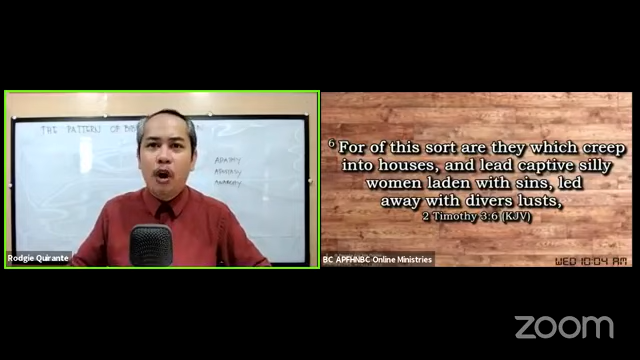 THE PATTERN OF BIB
Rodgie Quirante
6 For of this sort are they which creep
into houses, and lead captive silly
women laden with sins, led
away with divers lusts,
2 Timothy 3:6 (KJV)
BC APFHNBC Online Ministries
WED 10:04 AM
zoom